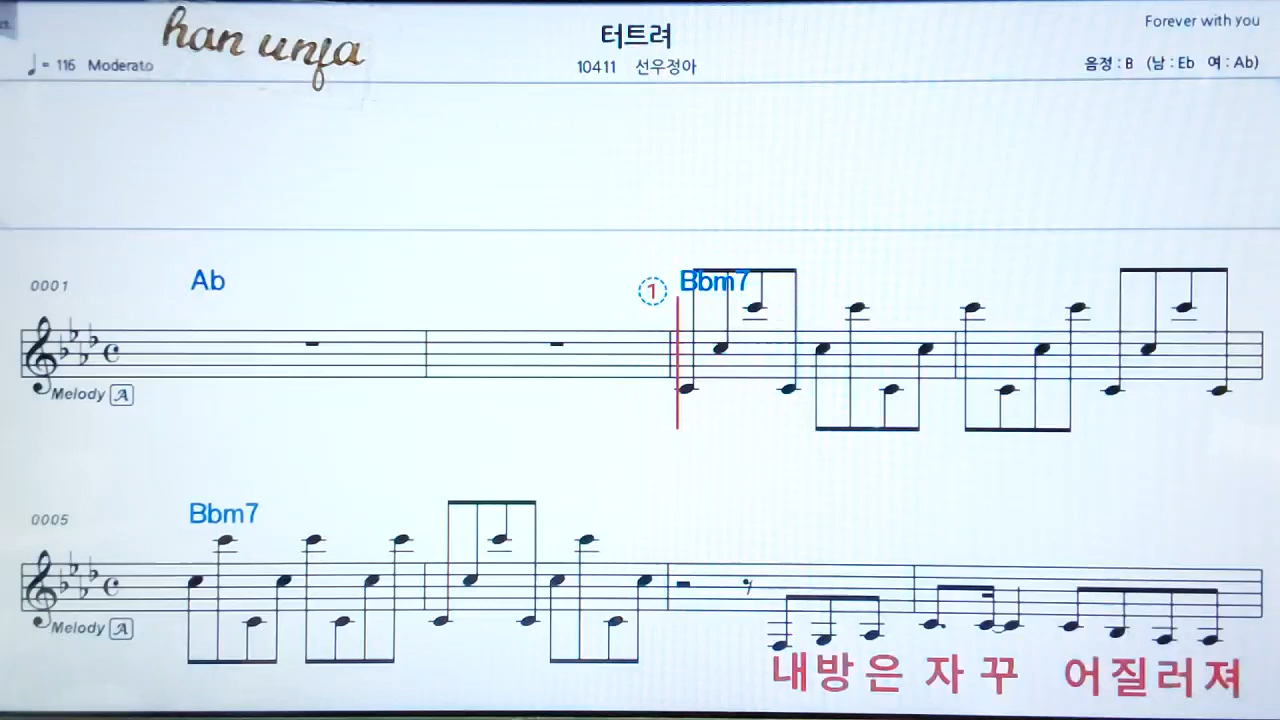 han unfa
터트려
Forever with you
♩= 116 Moderato
10411 선우정아
음정 : B (남 : Eb 여 : Ab)
0001 Ab 1 Bbm7
Melody A
0005 Bbm7
Melody A
내 방 은 자 꾸 어 질 러 져